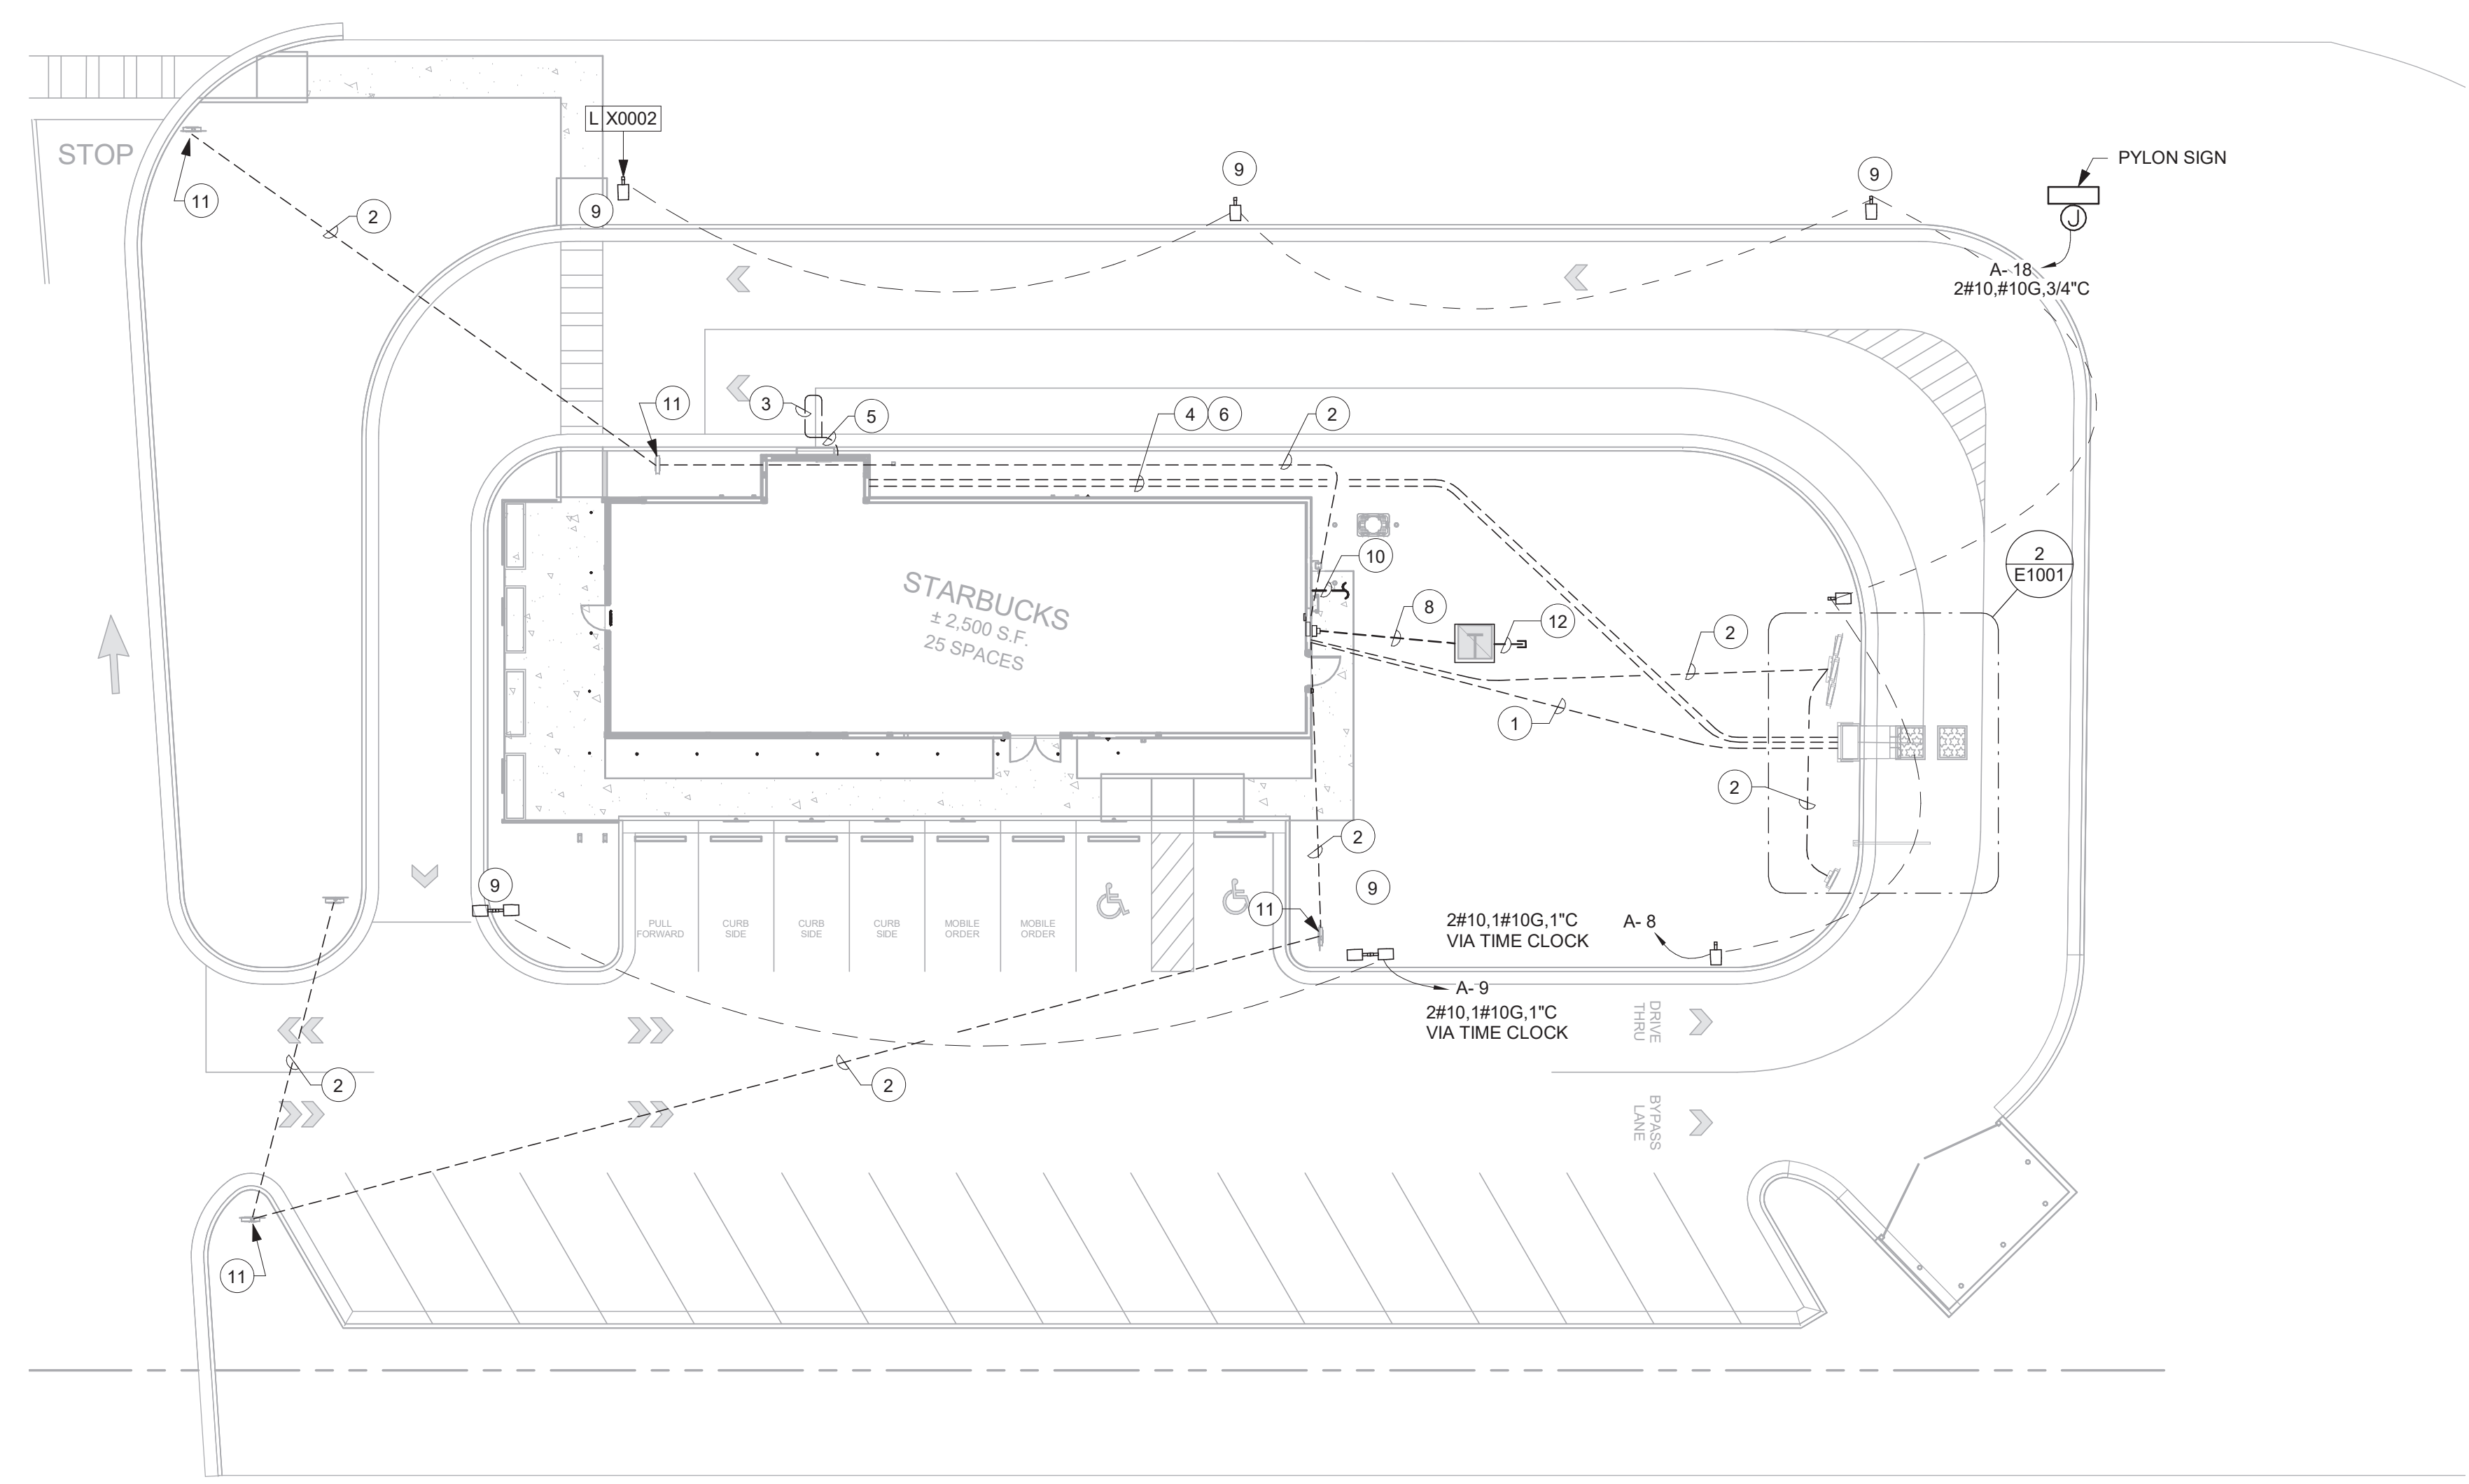 L X0002
STOP
9
9
PYLON SIGN
11
2
9
J
A- 18
2#10,#10G,3/4"C
3
11
5
4
6
2
2
E1001
10
STARBUCKS
± 2,500 S.F.
25 SPACES
8
12
2
1
2
2
9
9
11
PULL
FORWARD
CURB
SIDE
CURB
SIDE
CURB
SIDE
MOBILE
ORDER
MOBILE
ORDER
2#10,1#10G,1"C
VIA TIME CLOCK
A- 8
A- 9
2#10,1#10G,1"C
VIA TIME CLOCK
DRIVE
THRU
2
2
BYPASS
LANE
11
T